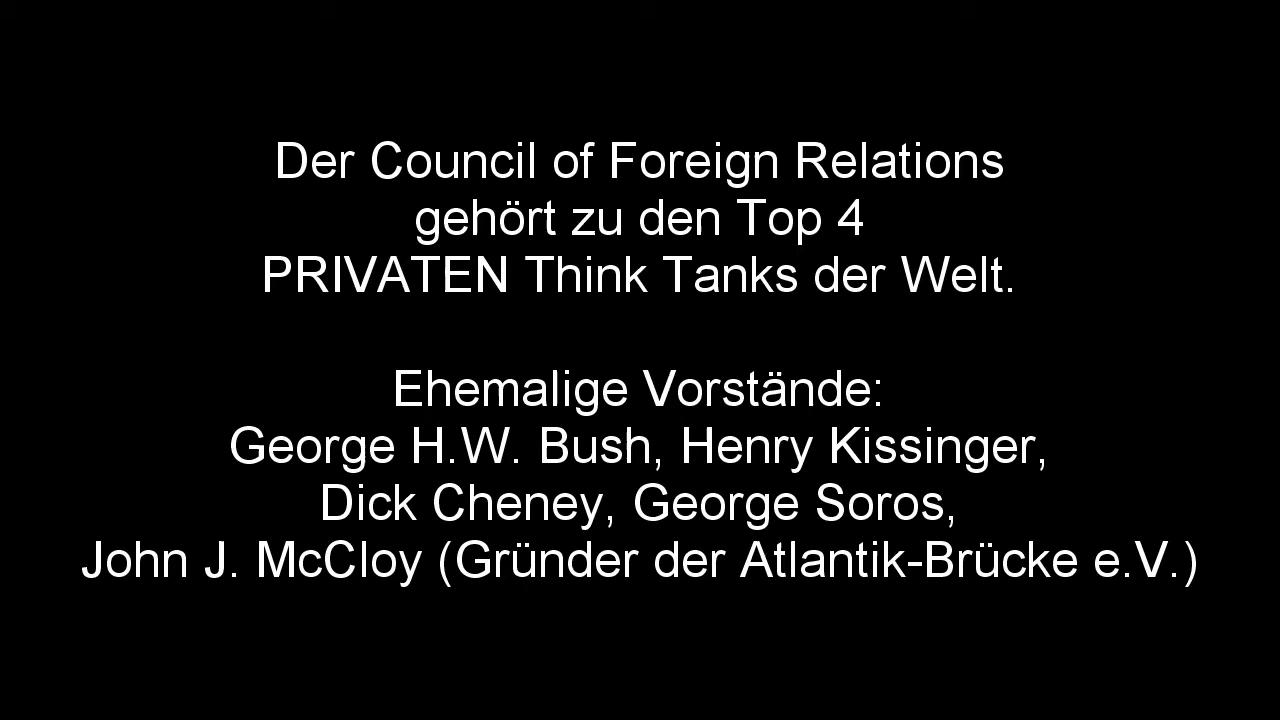 Der Council of Foreign Relations
gehört zu den Top 4
PRIVATEN Think Tanks der Welt.
Ehemalige Vorstände:
George H.W. Bush, Henry Kissinger,
Dick Cheney, George Soros,
John J. McCloy (Gründer der Atlantik-Brücke e.V.)